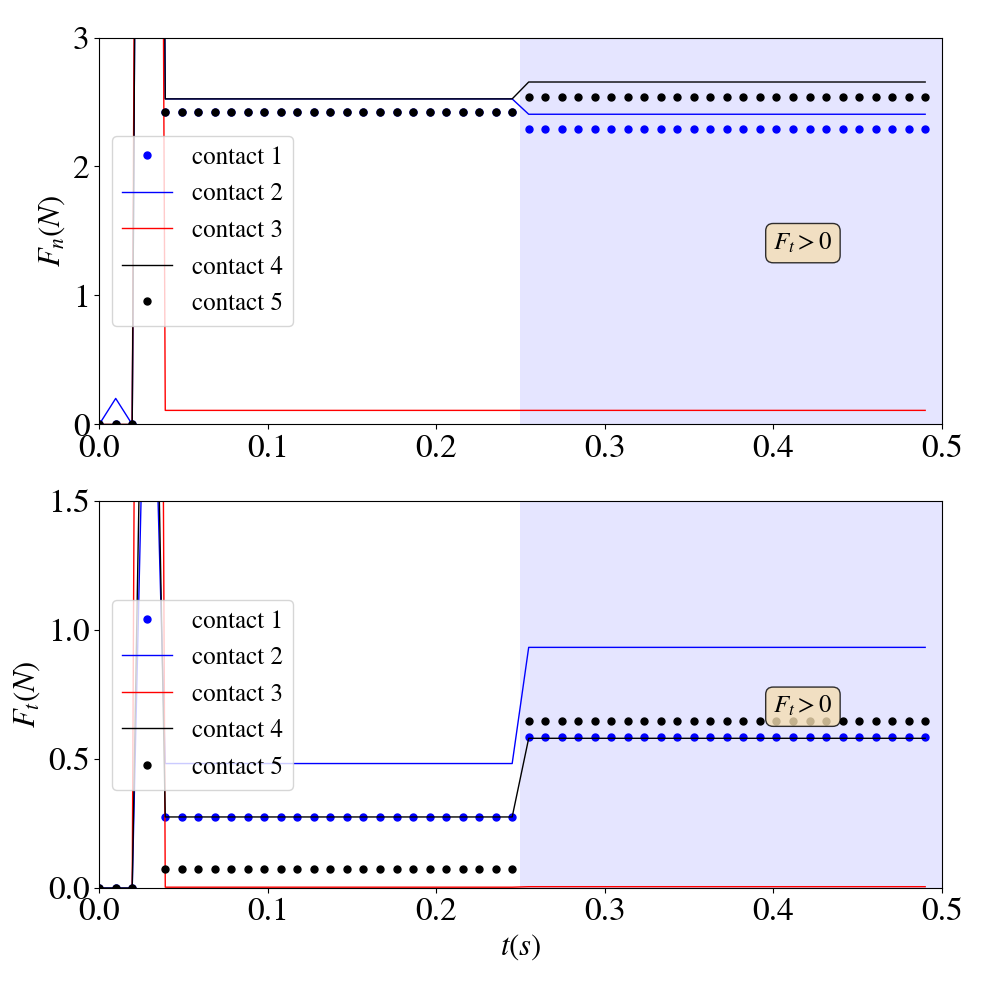 3
2
1
0
F_n(N)
contact 1
contact 2
contact 3
contact 4
contact 5
F_t > 0
0.0 0.1 0.2 0.3 0.4 0.5
1.5
1.0
0.5
0.0
F_t(N)
contact 1
contact 2
contact 3
contact 4
contact 5
F_t > 0
0.0 0.1 0.2 0.3 0.4 0.5
t(s)